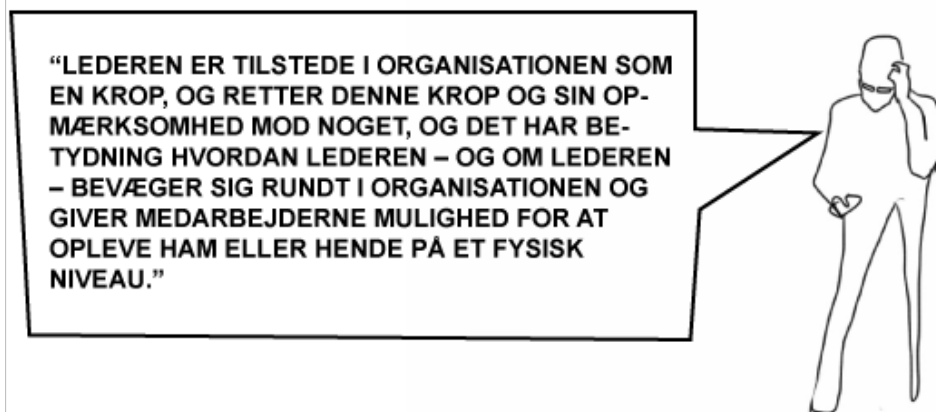 “LEDEREN ER TILSTEDE I ORGANISATIONEN SOM
EN KROP, OG RETTER DENNE KROP OG SIN OP-
MÆRKSOMHED MOD NOGET, OG DET HAR BE-
TYDNING HVORDAN LEDEREN – OG OM LEDEREN
– BEVÆGER SIG RUNDT I ORGANISATIONEN OG
GIVER MEDARBEJDERNE MULIGHED FOR AT
OPLEVE HAM ELLER HENDE PÅ ET FYSISK
NIVEAU.”